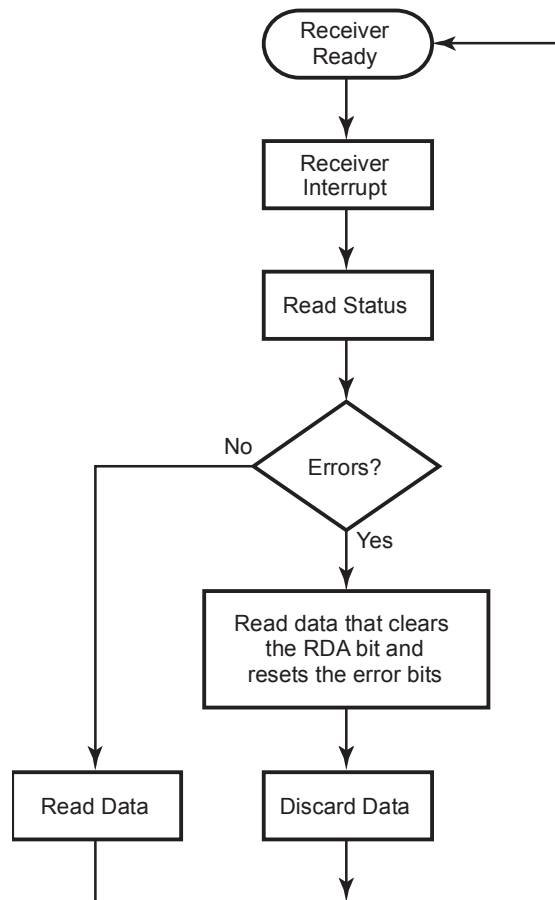 Receiver
Ready
Receiver
Interrupt
Read Status
Errors?
No
Yes
Read data that clears
the RDA bit and
resets the error bits
Read Data
Discard Data